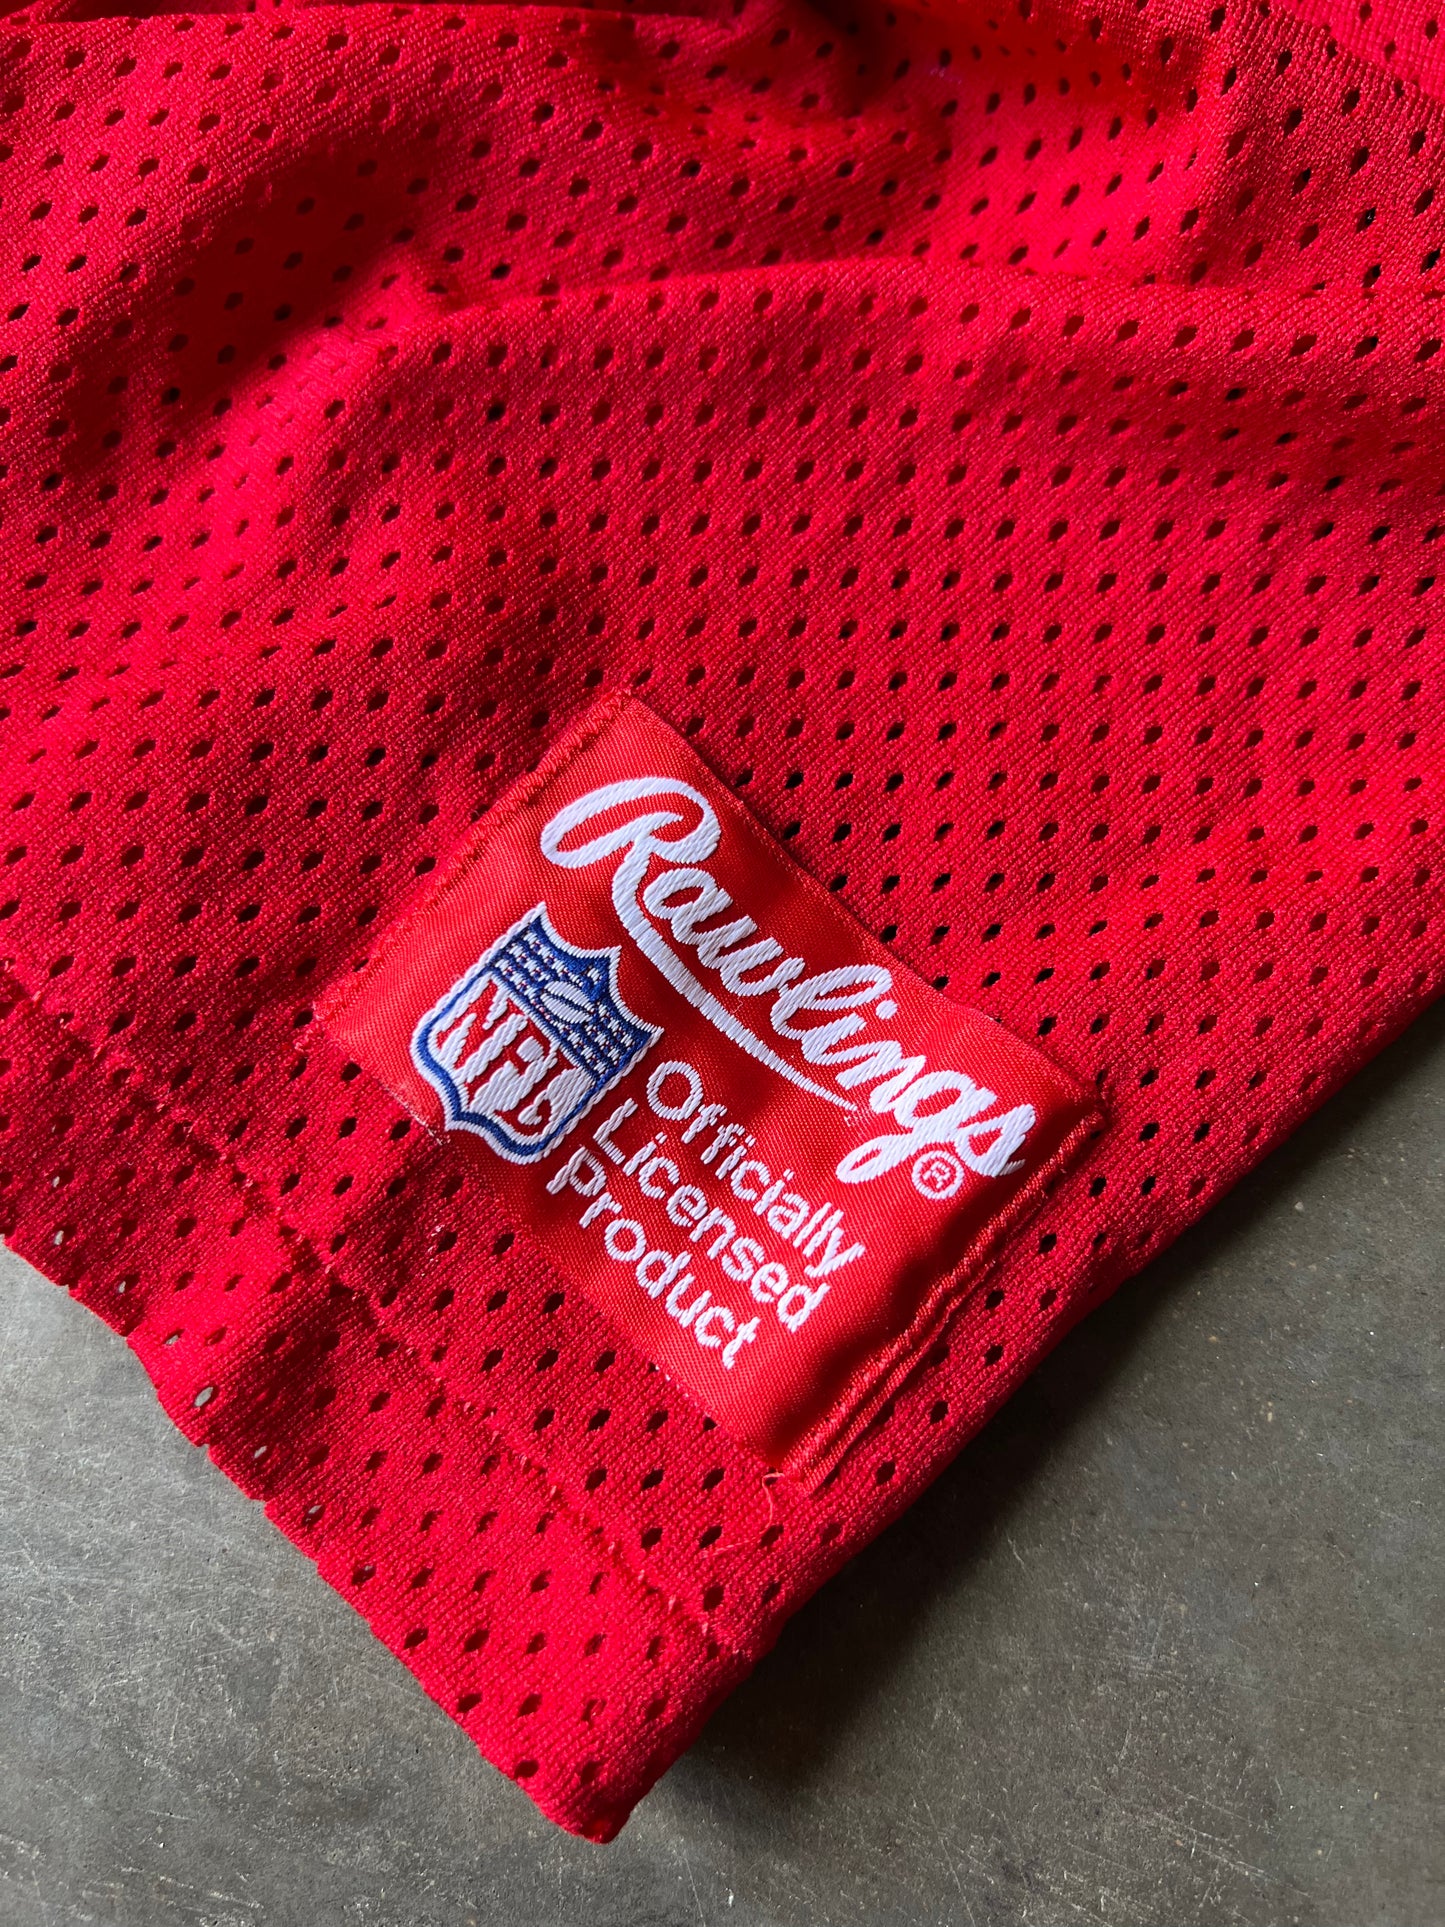 Rawlings®
NFL
Officially
Licensed
Product